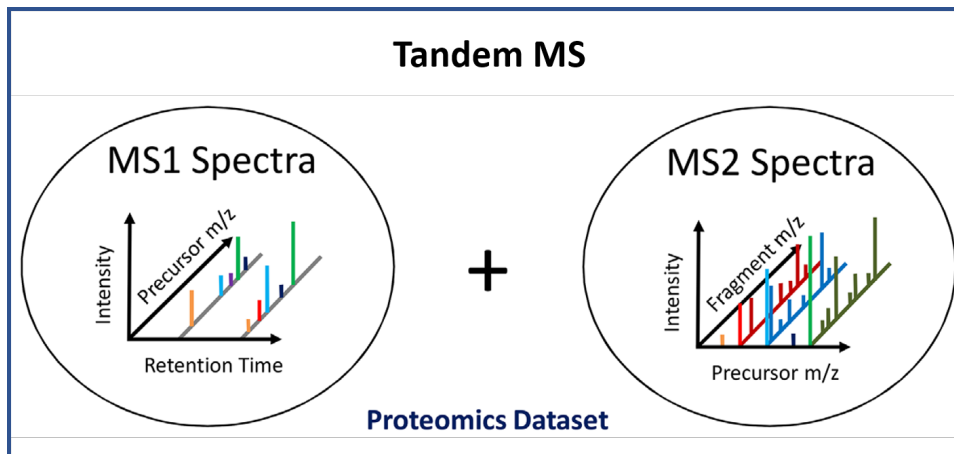 Tandem MS
MS1 Spectra
Intensity
Precursor m/z
Retention Time
+
MS2 Spectra
Intensity
Fragment m/z
Precursor m/z
Proteomics Dataset